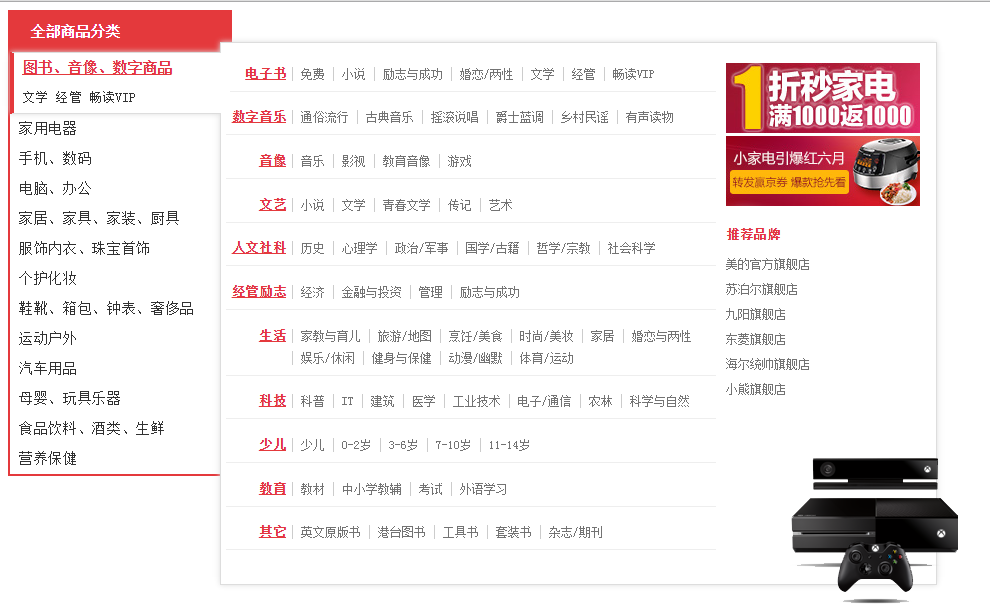 全部商品分类
图书、音像、数字商品
文学 经管 畅读VIP
家用电器
手机、数码
电脑、办公
家居、家具、家装、厨具
服饰内衣、珠宝首饰
个护化妆
鞋靴、箱包、钟表、奢侈品
运动户外
汽车用品
母婴、玩具乐器
食品饮料、酒类、生鲜
营养保健
电子书 免费 小说 励志与成功 婚恋/两性 文学 经管 畅读VIP
数字音乐 通俗流行 古典音乐 摇滚说唱 爵士蓝调 乡村民谣 有声读物
音像 音乐 影视 教育音像 游戏
文艺 小说 文学 青春文学 传记 艺术
人文社科 历史 心理学 政治/军事 国学/古籍 哲学/宗教 社会科学
经管励志 经济 金融与投资 管理 励志与成功
生活 家教与育儿 旅游/地图 烹饪/美食 时尚/美妆 家居 婚恋与两性
娱乐/休闲 健身与保健 动漫/幽默 体育/运动
科技 科普 IT 建筑 医学 工业技术 电子/通信 农林 科学与自然
少儿 少儿 0-2岁 3-6岁 7-10岁 11-14岁
教育 教材 中小学教辅 考试 外语学习
其它 英文原版书 港台图书 工具书 套装书 杂志/期刊
1折秒家电
满1000返1000
小家电引爆红六月
转发赢京券 爆款抢先看
推荐品牌
美的官方旗舰店
苏泊尔旗舰店
九阳旗舰店
东菱旗舰店
海尔统帅旗舰店
小熊旗舰店